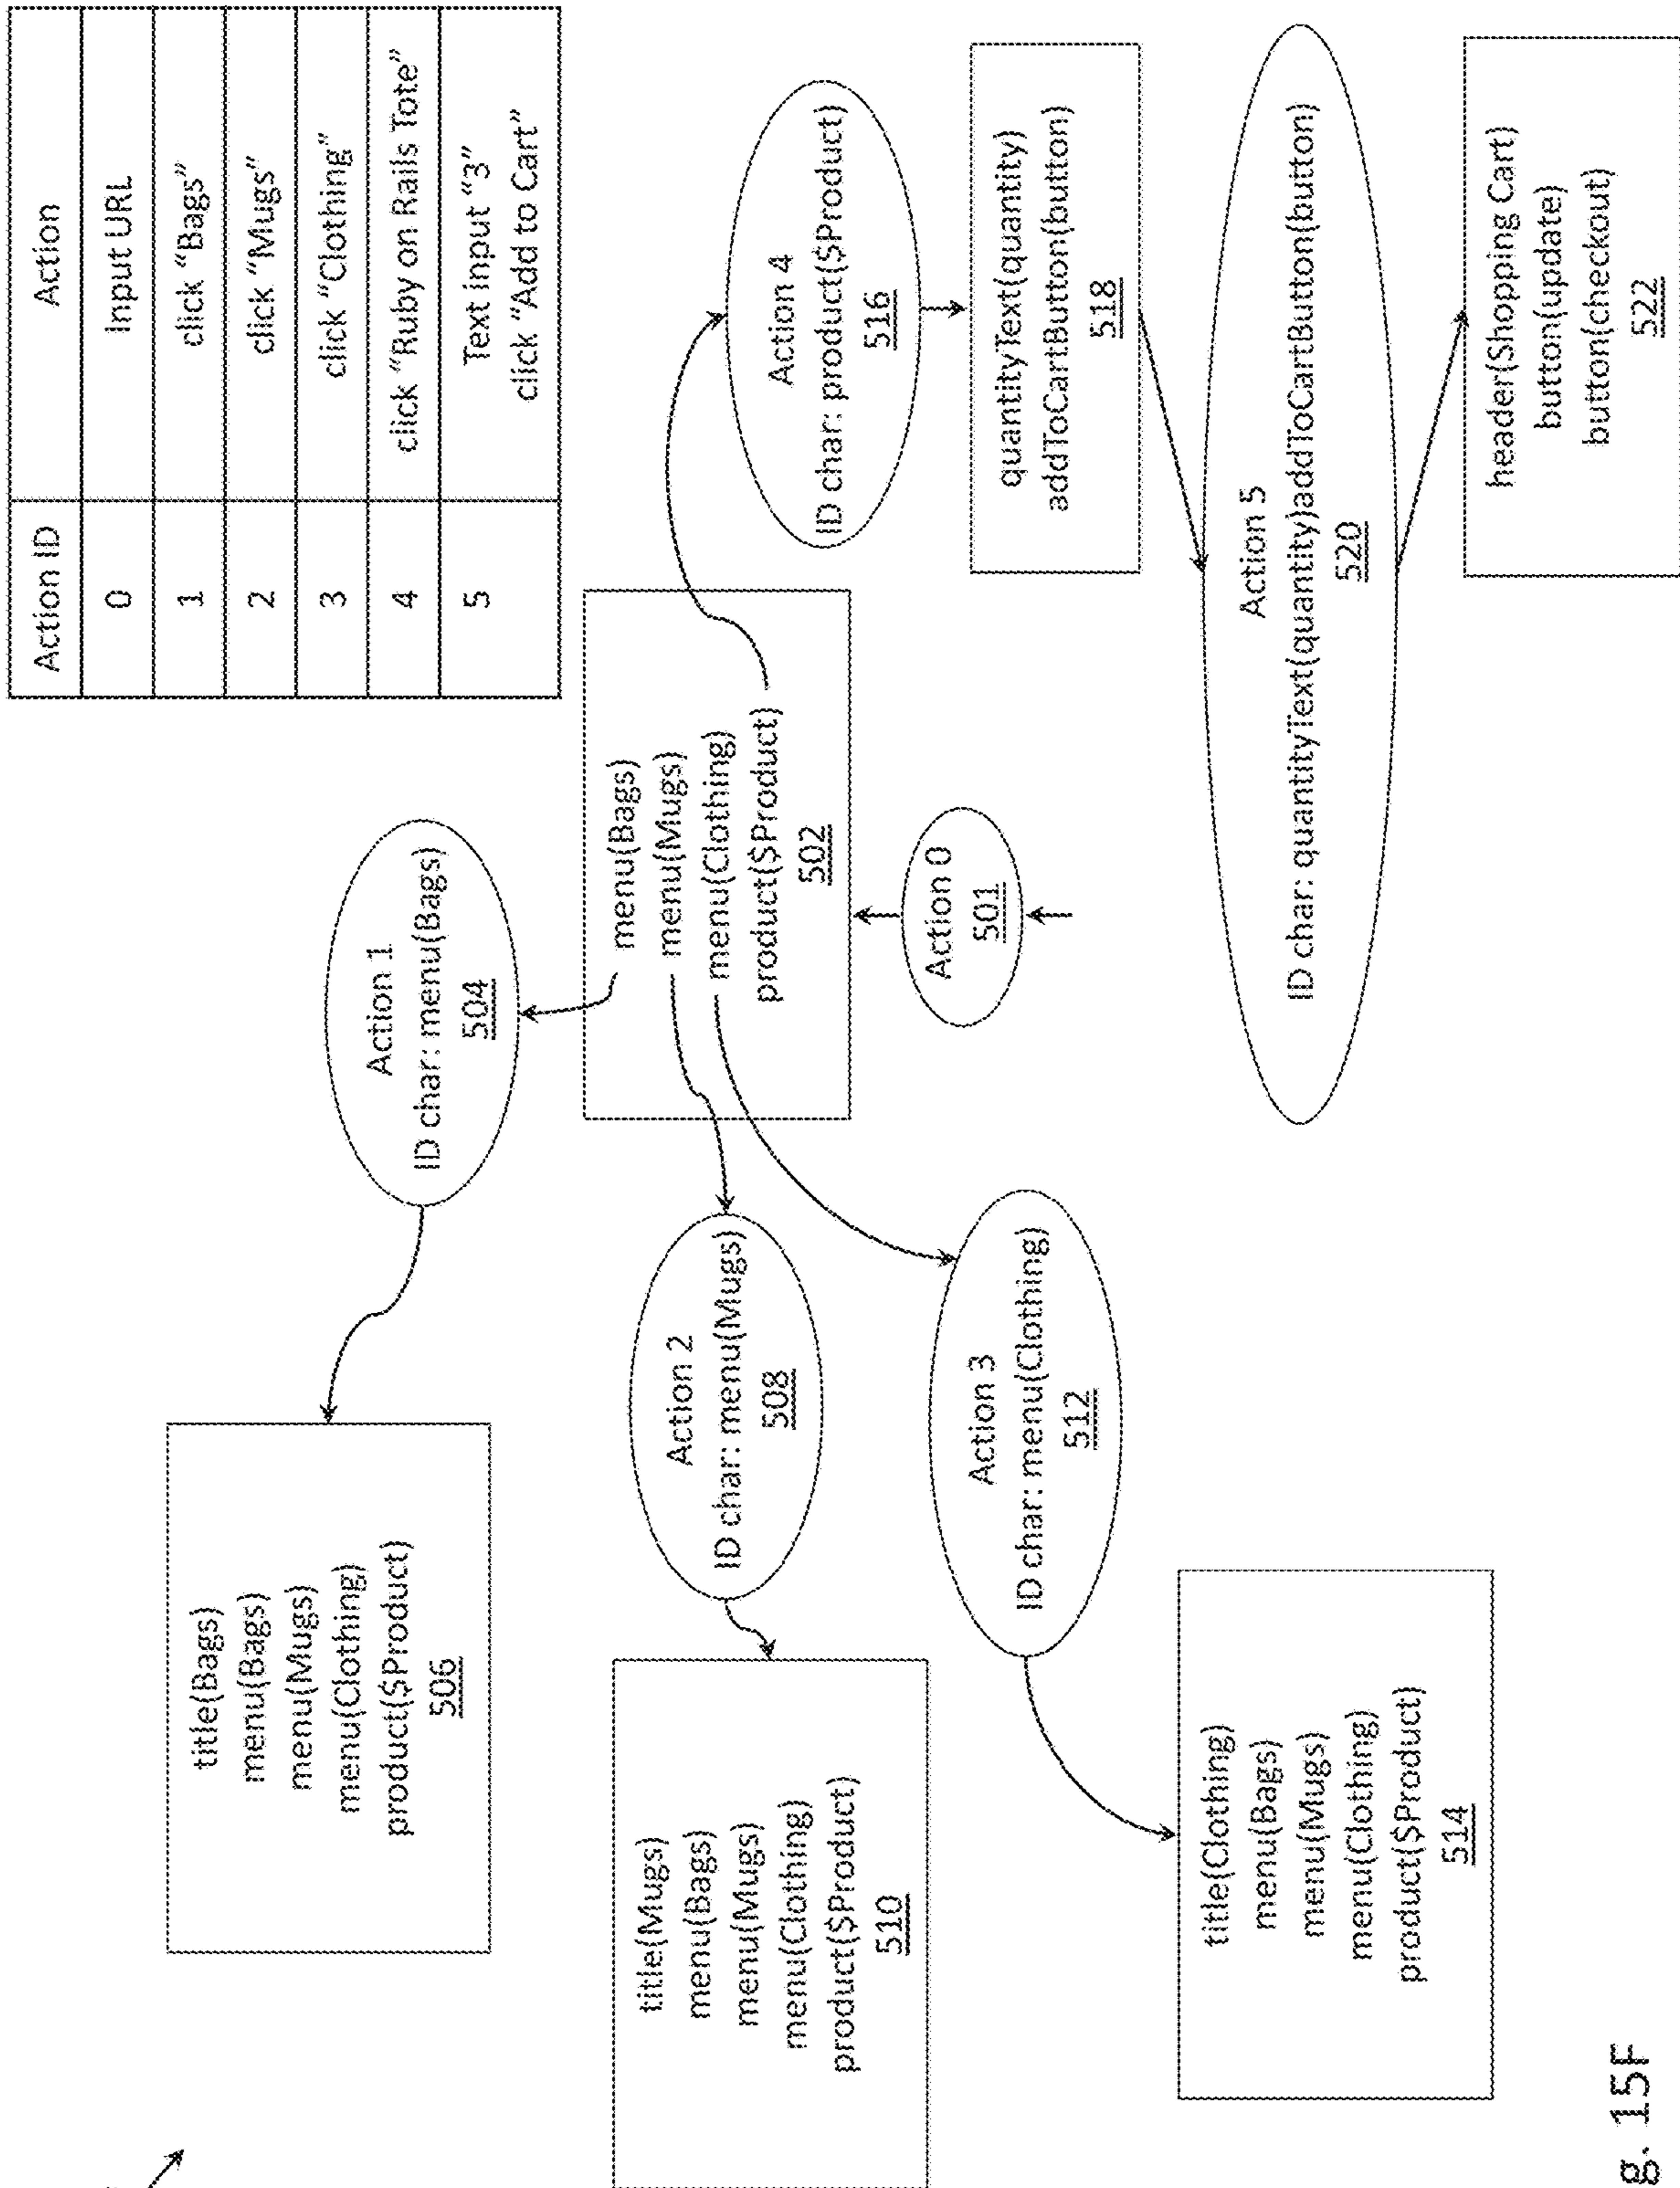 Action ID Action
0 Input URL
1 click “Bags”
2 click “Mugs”
3 click “Clothing”
4 click “Ruby on Rails Tote”
5 Text input “3”
click “Add to Cart”
Action 1
ID char: menu(Bags)
504
title(Bags)
menu(Bags)
menu(Mugs)
menu(Clothing)
product($Product)
506
menu(Bags)
menu(Mugs)
menu(Clothing)
product($Product)
502
Action 0
501
Action 2
ID char: menu(Mugs)
508
title(Mugs)
menu(Bags)
menu(Mugs)
menu(Clothing)
product($Product)
510
Action 3
ID char: menu(Clothing)
512
title(Clothing)
menu(Bags)
menu(Mugs)
menu(Clothing)
product($Product)
514
Action 4
ID char: product($Product)
516
quantityText(quantity)
addToCartButton(button)
518
Action 5
ID char: quantityText(quantity)addToCartButton(button)
520
header(Shopping Cart)
button(update)
button(checkout)
522
g. 15F